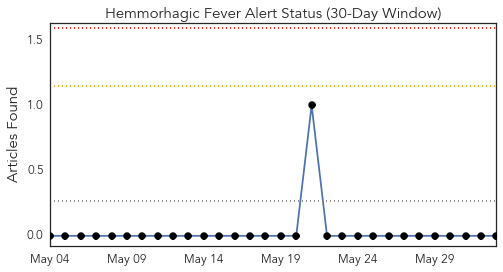 Hemmorhagic Fever Alert Status (30-Day Window)
Articles Found
1.5
1.0
0.5
0.0
May 04 May 09 May 14 May 19 May 24 May 29